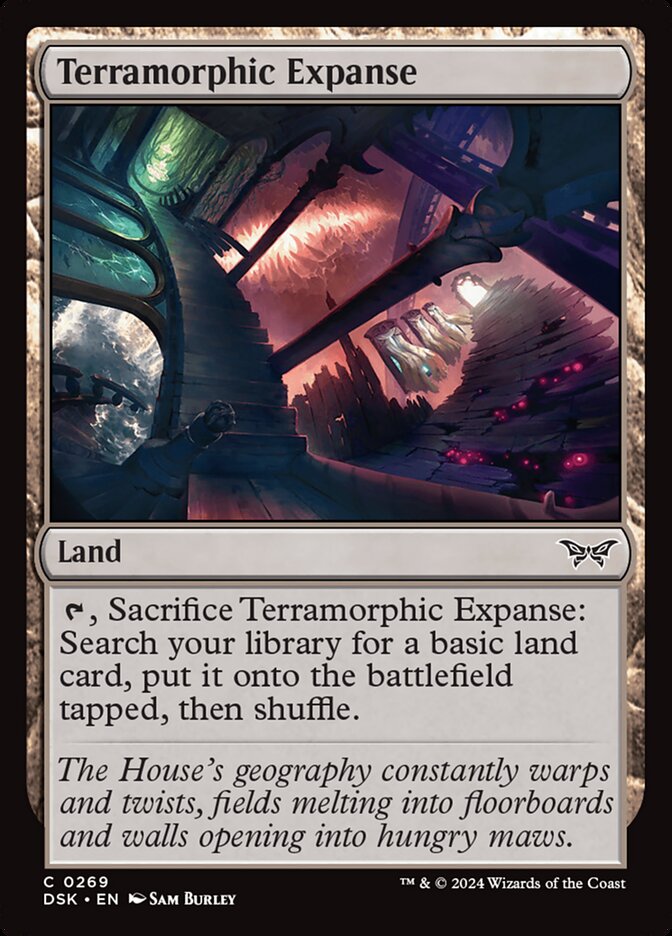 Terramorphic Expanse
Land
, Sacrifice Terramorphic Expanse:
Search your library for a basic land
card, put it onto the battlefield
tapped, then shuffle.
The House's geography constantly warps
and twists, fields melting into floorboards
and walls opening into hungry maws.
C 0269
DSK • EN Sam Burley
™ & © 2024 Wizards of the Coast